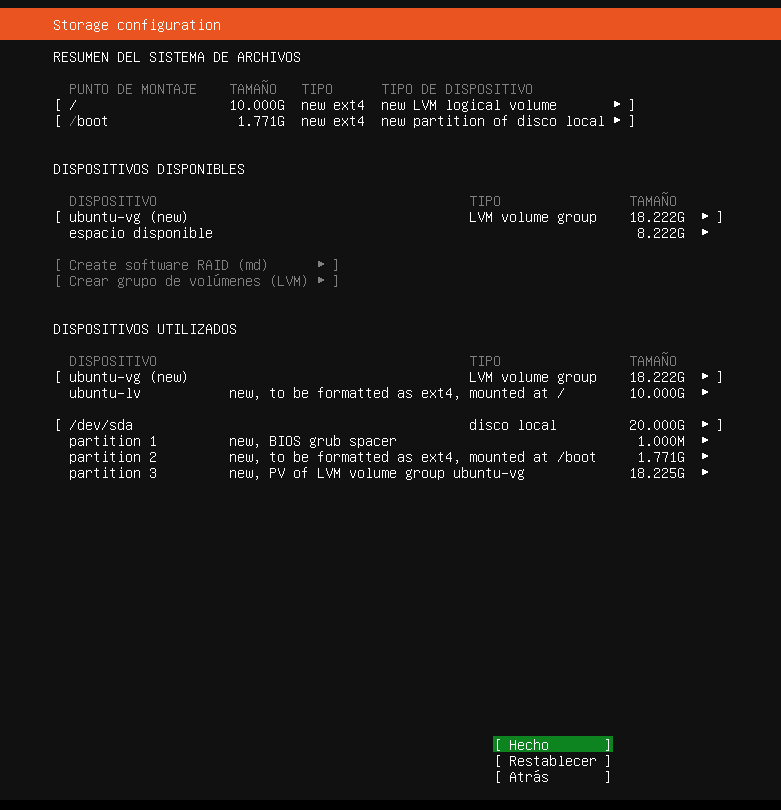 Storage configuration
RESUMEN DEL SISTEMA DE ARCHIVOS
PUNTO DE MONTAJE TAMAÑO TIPO TIPO DE DISPOSITIVO
[ / 10.000G new ext4 new LVM logical volume ▸ ]
[ /boot 1.771G new ext4 new partition of disco local ▸ ]
DISPOSITIVOS DISPONIBLES
DISPOSITIVO TIPO TAMAÑO
[ ubuntu-vg (new) LVM volume group 18.222G ▸ ]
espacio disponible 8.222G ▸
[ Create software RAID (md) ▸ ]
[ Crear grupo de volúmenes (LVM) ▸ ]
DISPOSITIVOS UTILIZADOS
DISPOSITIVO TIPO TAMAÑO
[ ubuntu-vg (new) LVM volume group 18.222G ▸ ]
ubuntu-lv new, to be formatted as ext4, mounted at / 10.000G ▸
[ /dev/sda disco local 20.000G ▸ ]
partition 1 new, BIOS grub spacer 1.000M ▸
partition 2 new, to be formatted as ext4, mounted at /boot 1.771G ▸
partition 3 new, PV of LVM volume group ubuntu-vg 18.225G ▸
[ Hecho ]
[ Restablecer ]
[ Atrás ]